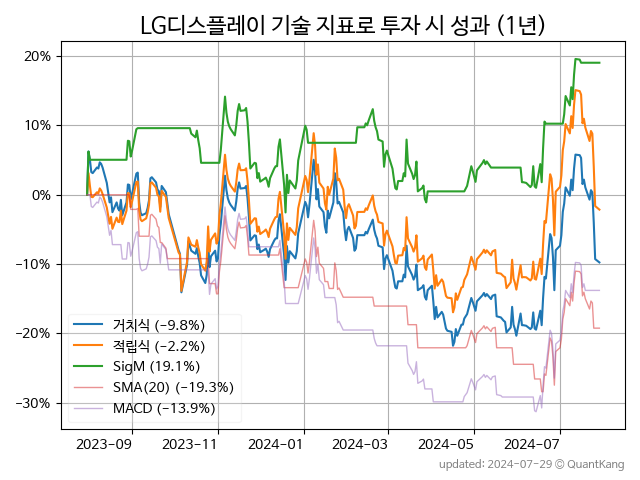 LG디스플레이 기술 지표로 투자 시 성과 (1년)
20%
10%
0%
−10%
−20%
−30%
거치식 (−9.8%)
적립식 (−2.2%)
SigM (19.1%)
SMA(20) (−19.3%)
MACD (−13.9%)
2023−09 2023−11 2024−01 2024−03 2024−05 2024−07
updated: 2024−07−29 © QuantKang